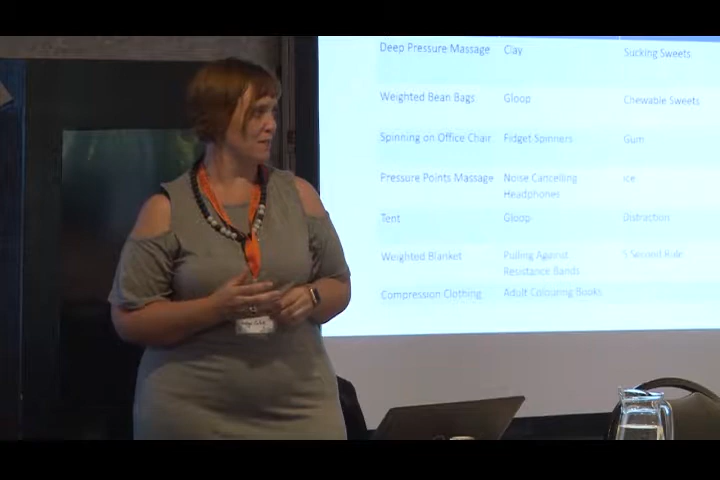 Deep Pressure Massage Clay Sucking Sweets
Weighted Bean Bags Gloop Chewable Sweets
Spinning on Office Chair Fidget Spinners Gum
Pressure Points Massage Noise Cancelling Ice
Headphones
Tent Gloop Distraction
Weighted Blanket Pulling Against 5 Second Rule
Resistance Bands
Compression Clothing Adult Colouring Books